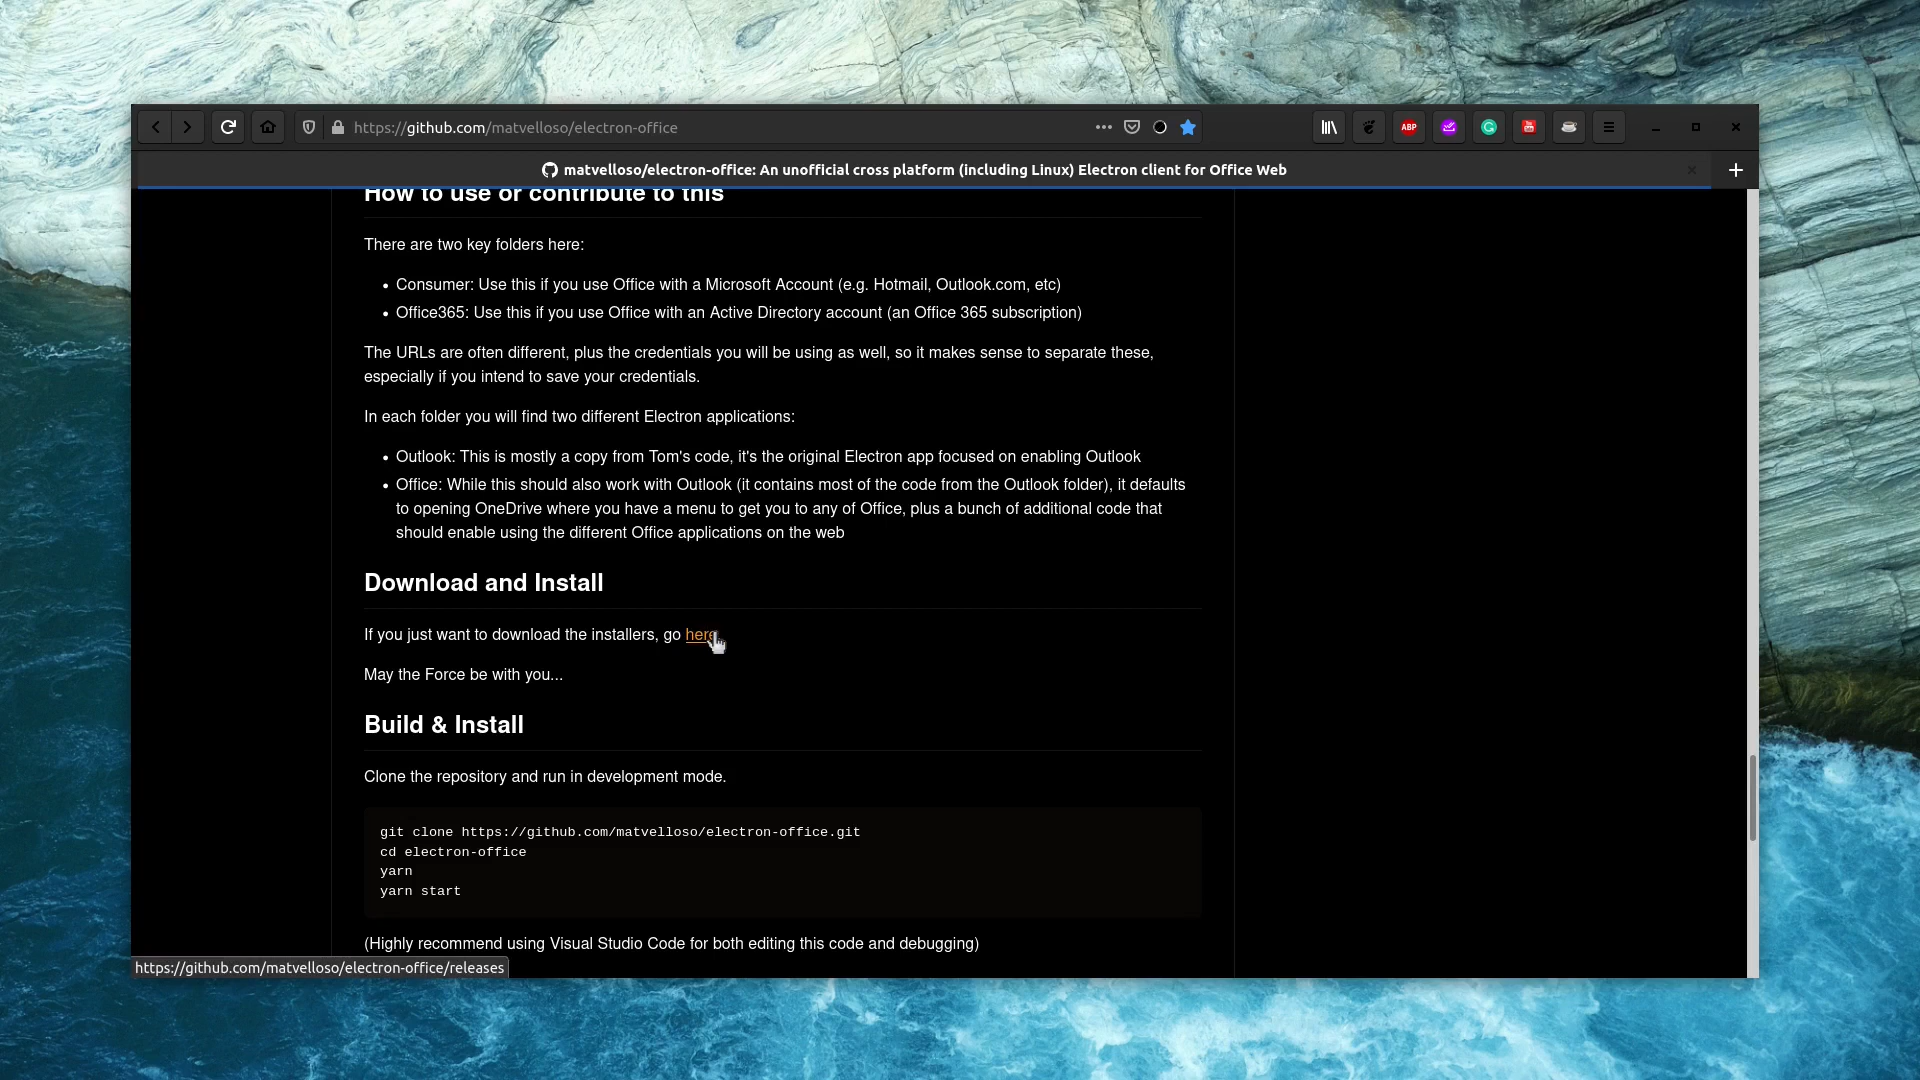 https://github.com/matvelloso/electron-office
ABP
matvelloso/electron-office: An unofficial cross platform (including Linux) Electron client for Office Web
How to use or contribute to this
There are two key folders here:
• Consumer: Use this if you use Office with a Microsoft Account (e.g. Hotmail, Outlook.com, etc)
• Office365: Use this if you use Office with an Active Directory account (an Office 365 subscription)
The URLs are often different, plus the credentials you will be using as well, so it makes sense to separate these,
especially if you intend to save your credentials.
In each folder you will find two different Electron applications:
• Outlook: This is mostly a copy from Tom's code, it's the original Electron app focused on enabling Outlook
• Office: While this should also work with Outlook (it contains most of the code from the Outlook folder), it defaults
to opening OneDrive where you have a menu to get you to any of Office, plus a bunch of additional code that
should enable using the different Office applications on the web
Download and Install
If you just want to download the installers, go here
May the Force be with you...
Build & Install
Clone the repository and run in development mode.
git clone https://github.com/matvelloso/electron-office.git
cd electron-office
yarn
yarn start
(Highly recommend using Visual Studio Code for both editing this code and debugging)
https://github.com/matvelloso/electron-office/releases